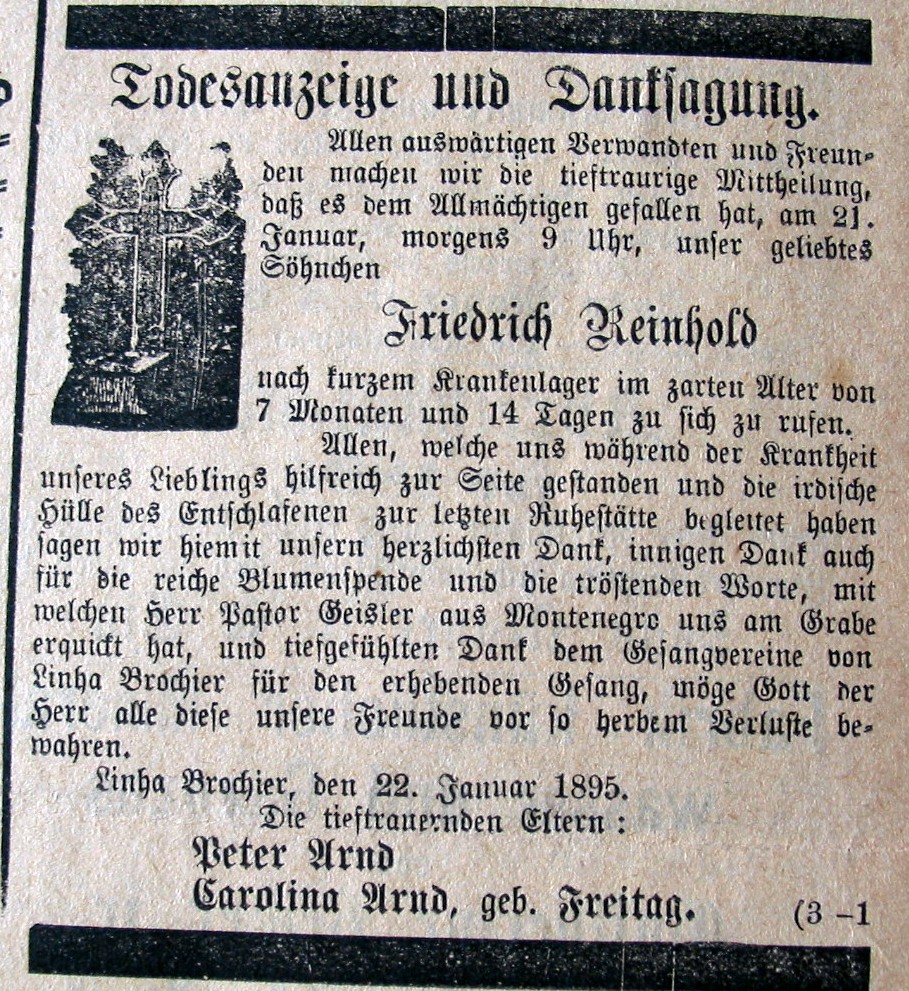 Todesanzeige und Danksagung.
Allen auswärtigen Verwandten und Freun-
den machen wir die tieftraurige Mittheilung,
daß es dem Allmächtigen gefallen hat, am 21.
Januar, morgens 9 Uhr, unser geliebtes
Söhnchen
Friedrich Reinhold
nach kurzem Krankenlager im zarten Alter von
7 Monaten und 14 Tagen zu sich zu rufen.
Allen, welche uns während der Krankheit
unseres Lieblings hilfreich zur Seite gestanden und die irdische
Hülle des Entschlafenen zur letzten Ruhestätte begleitet haben
sagen wir hiemit unsern herzlichsten Dank, innigen Dank auch
für die reiche Blumenspende und die tröstenden Worte, mit
welchen Herr Pastor Geisler aus Montenegro uns am Grabe
erquickt hat, und tiefgefühlten Dank dem Gesangvereine von
Linha Brochier für den erhebenden Gesang, möge Gott der
Herr alle diese unsere Freunde vor so herbem Verluste be-
wahren.
Linha Brochier, den 22. Januar 1895.
Die tieftrauernden Eltern :
Peter Arnd
Carolina Arnd, geb. Freitag.
(3 -1